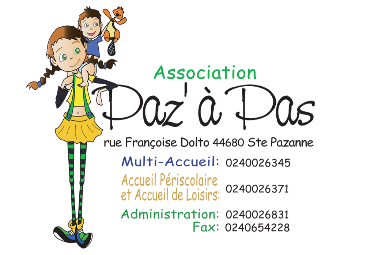 Association
Paz' à Pas
rue Françoise Dolto 44680 Ste Pazanne
Multi-Accueil: 0240026345
Accueil Périscolaire
et Accueil de Loisirs: 0240026371
Administration: 0240026831
Fax: 0240654228